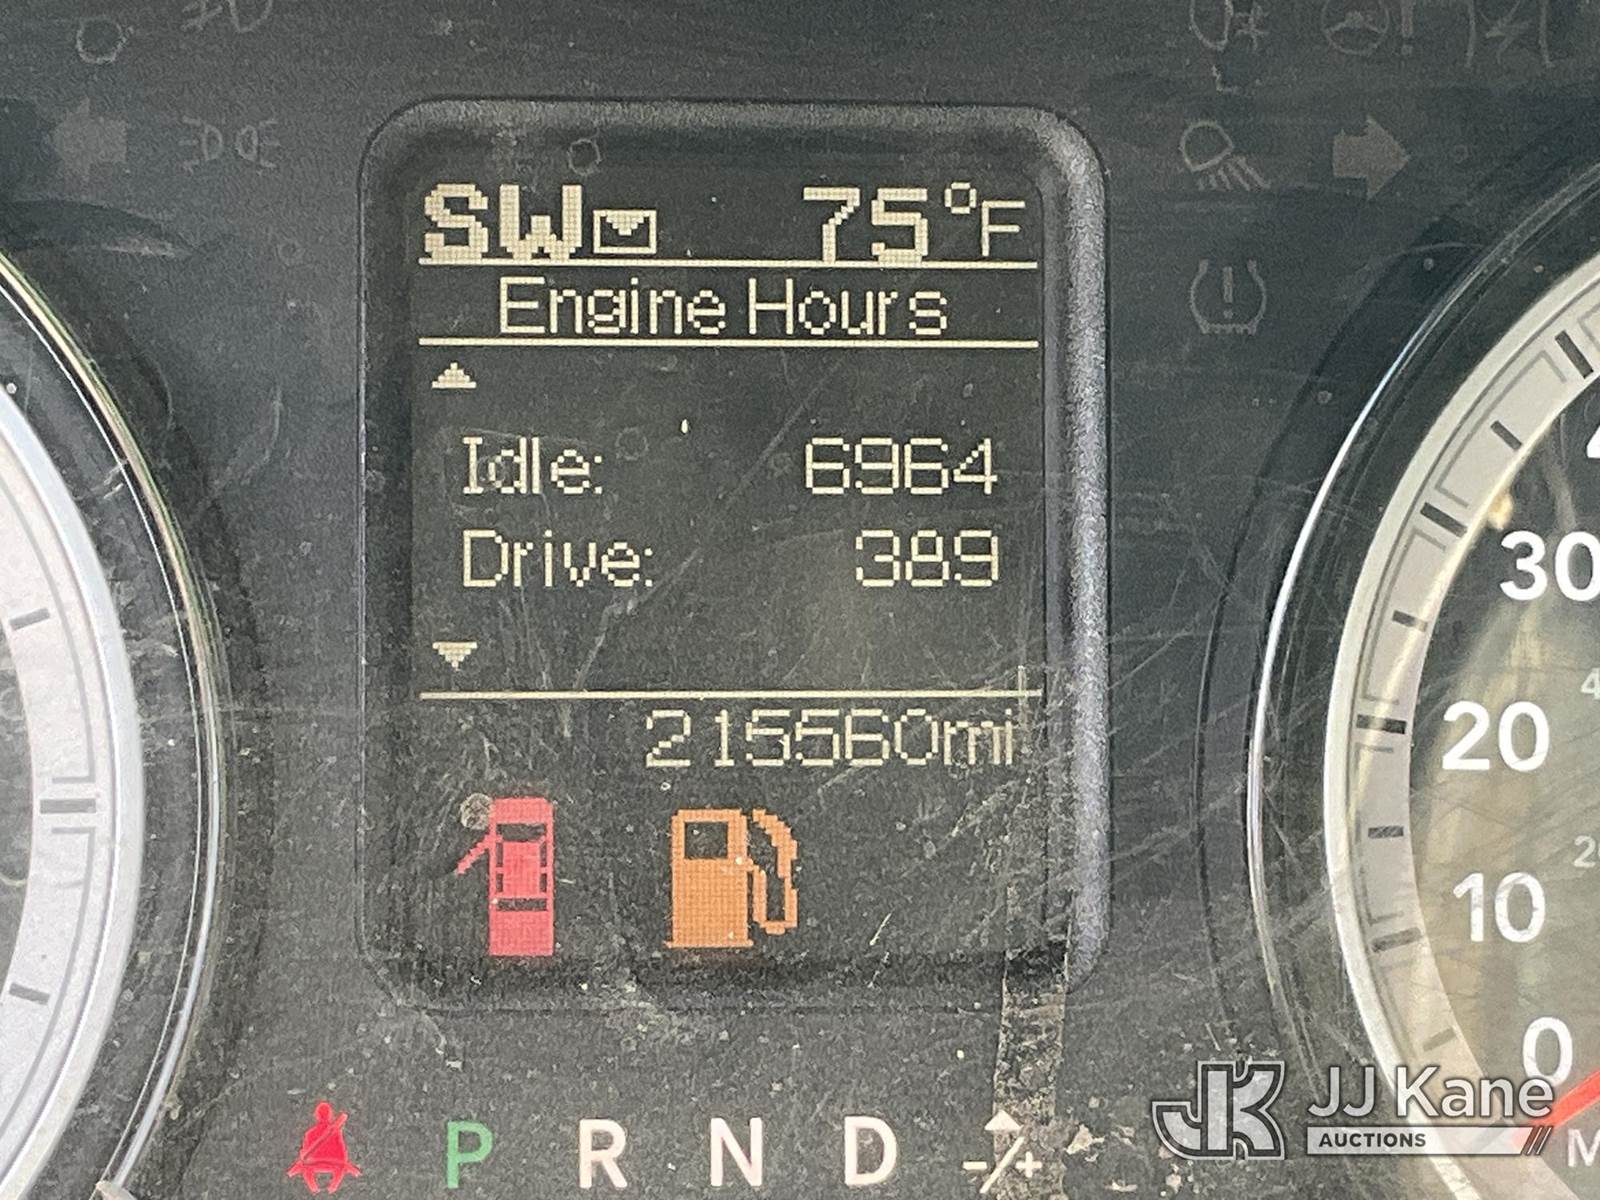 SW 75°F
Engine Hours
Idle: 6964
Drive: 389
215560mi
P R N D -/+
30
20
10
0
JJ Kane
AUCTIONS